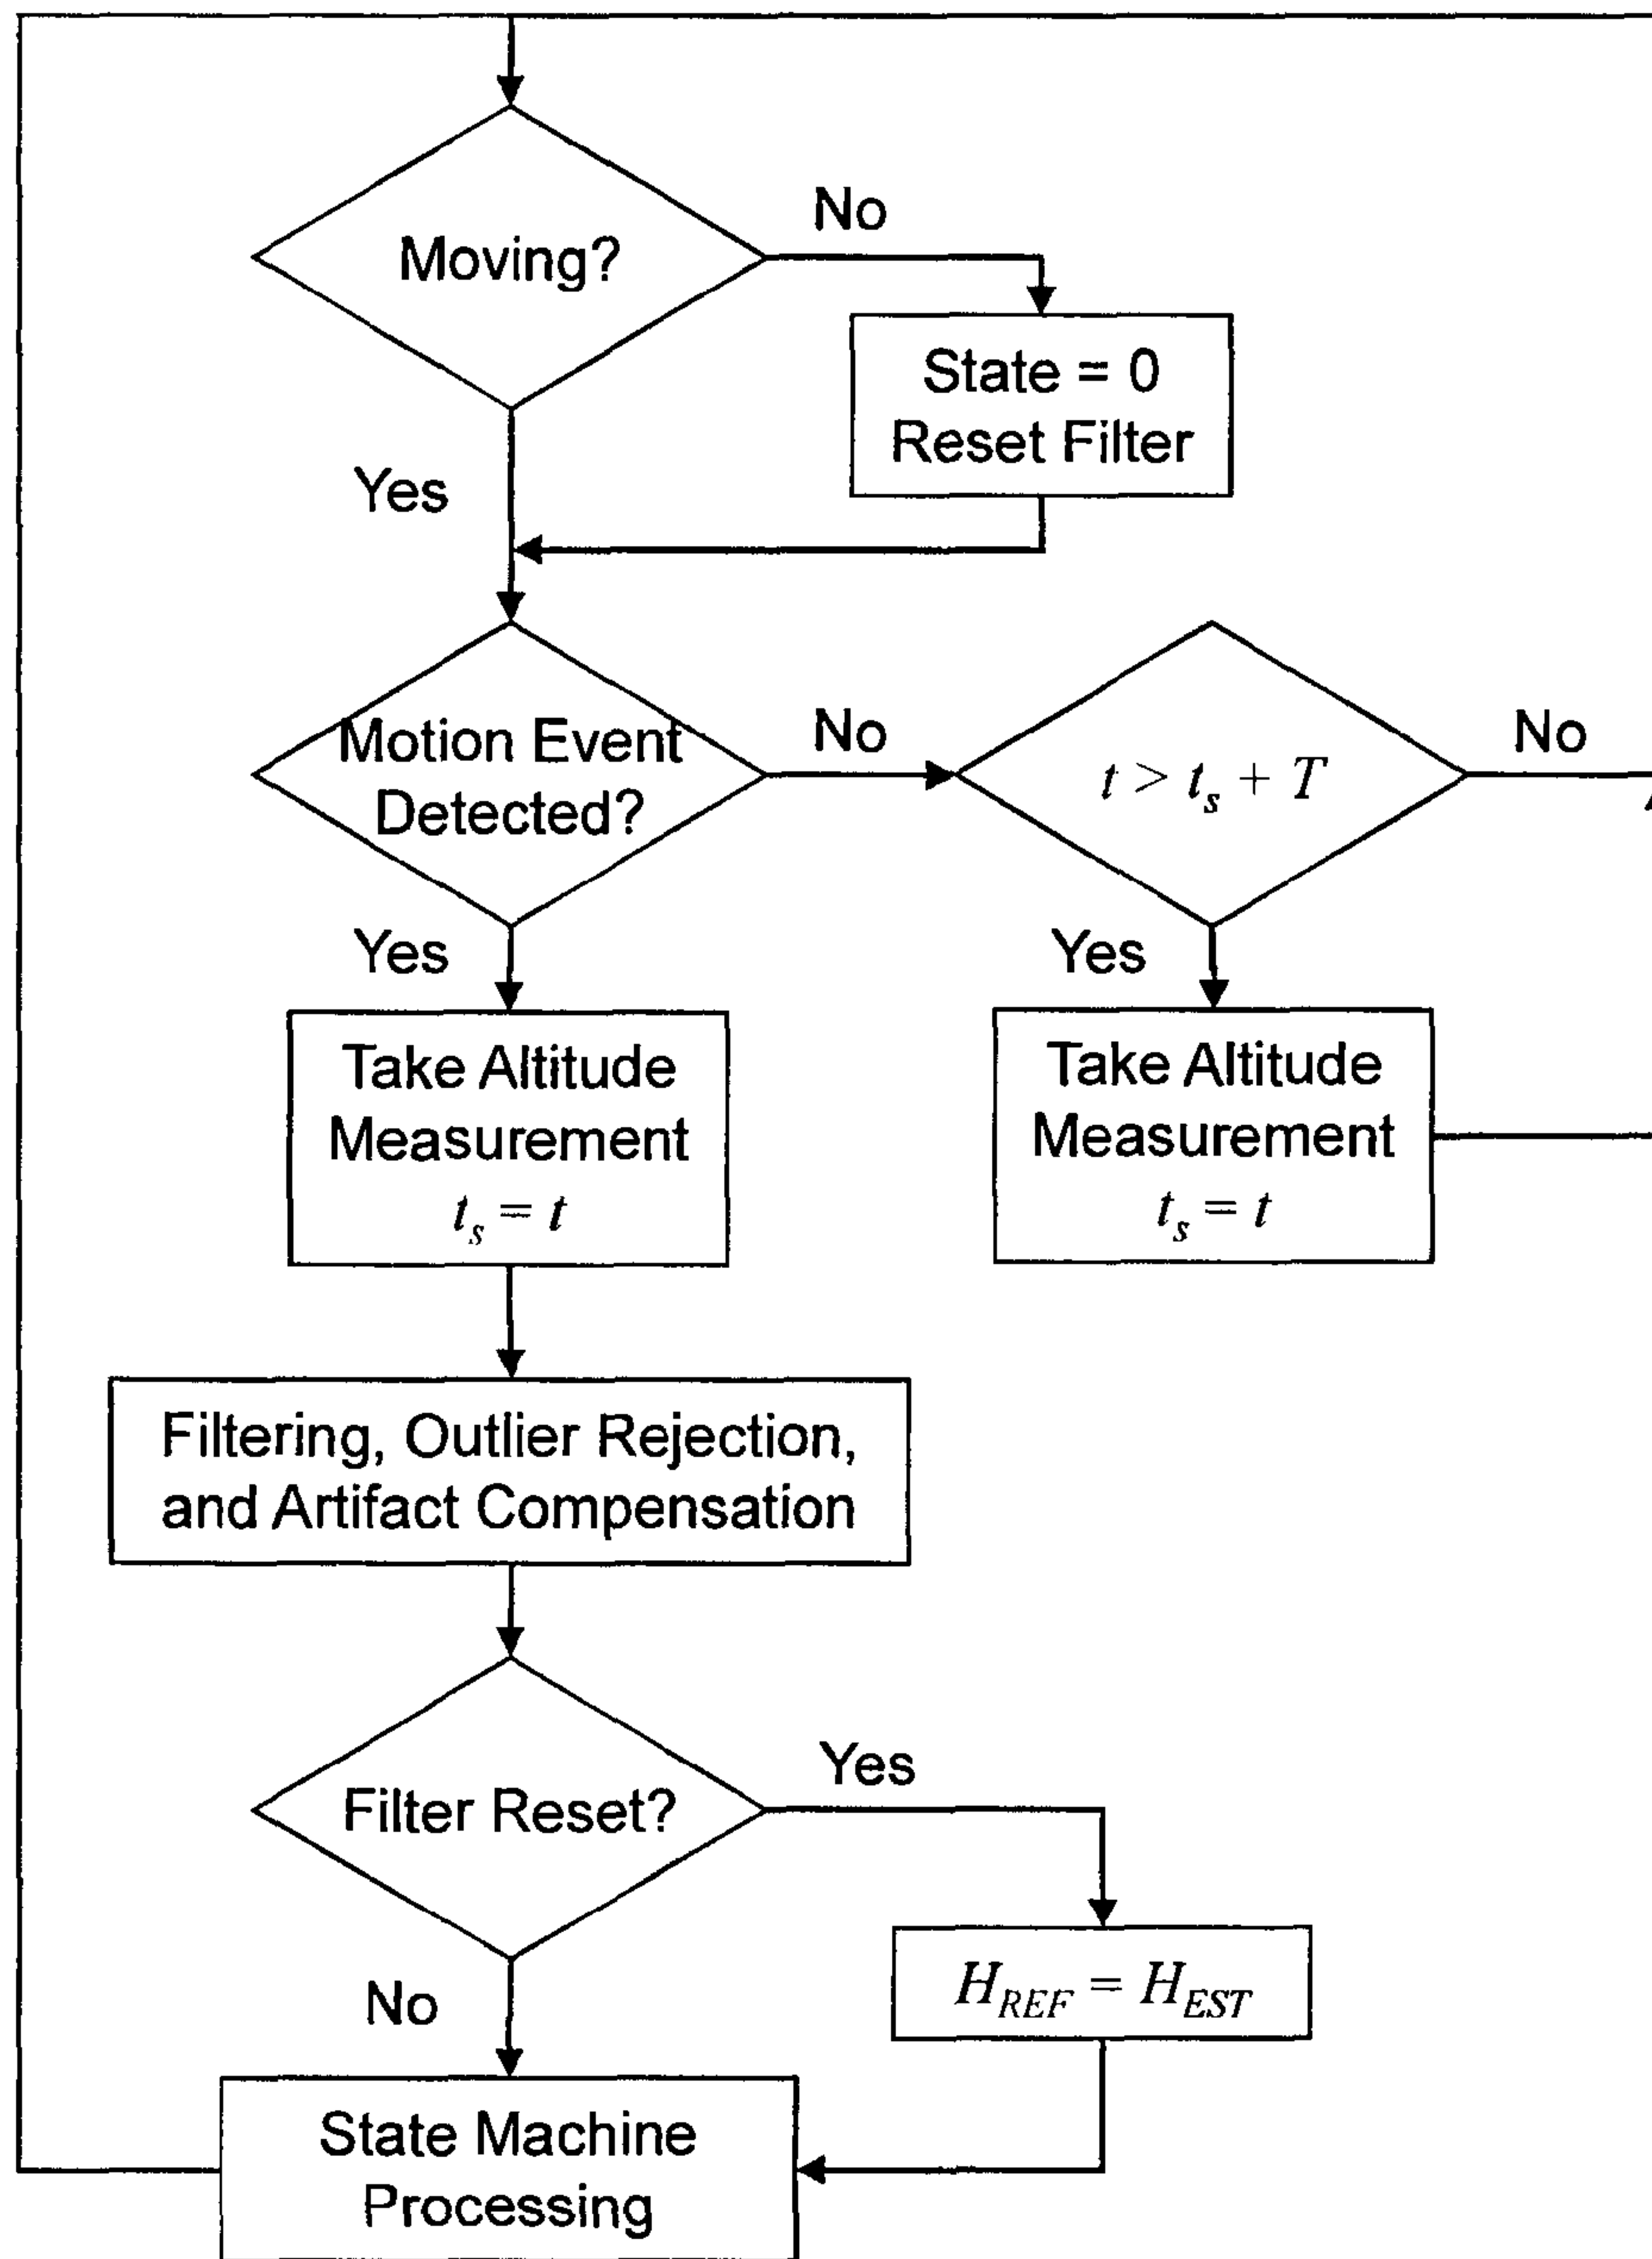 Moving?
No
State = 0
Reset Filter
Yes
Motion Event
Detected?
No
t > t_s + T
No
Yes
Take Altitude
Measurement
t_s = t
Yes
Take Altitude
Measurement
t_s = t
Filtering, Outlier Rejection,
and Artifact Compensation
Filter Reset?
Yes
H_REF = H_EST
No
State Machine
Processing